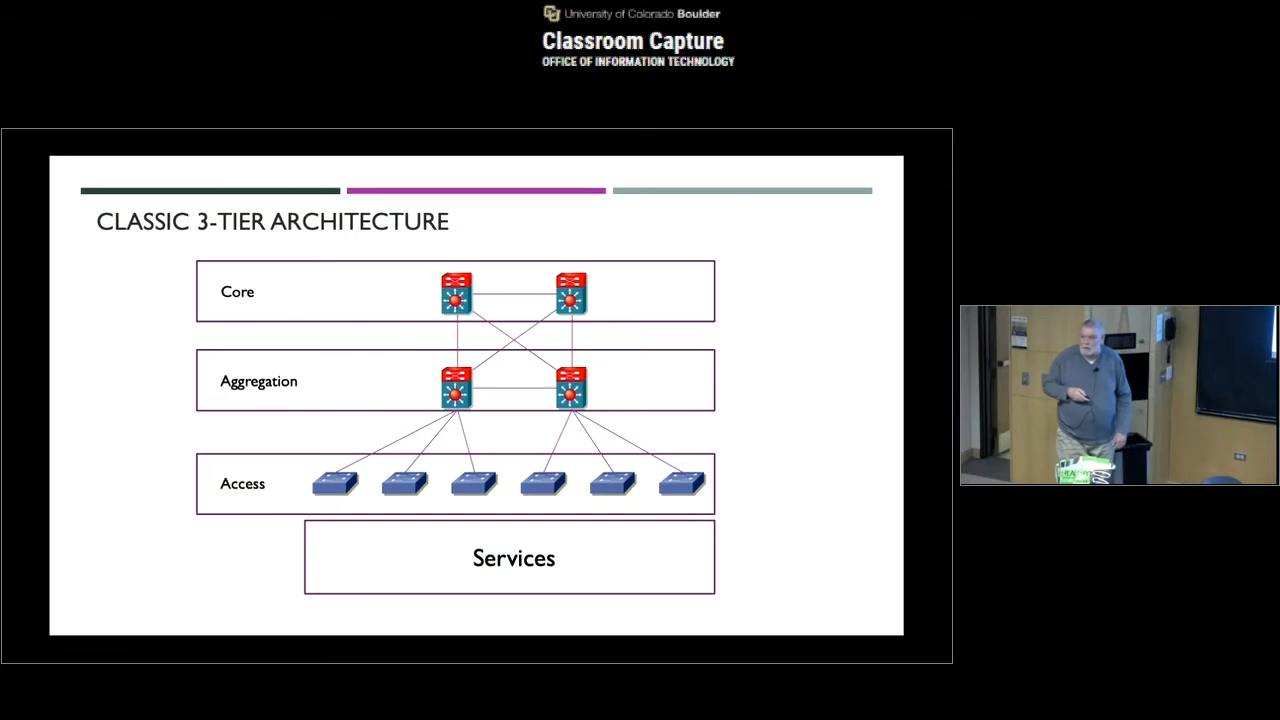 University of Colorado Boulder
Classroom Capture
OFFICE OF INFORMATION TECHNOLOGY
CLASSIC 3-TIER ARCHITECTURE
Core
Aggregation
Access
Services